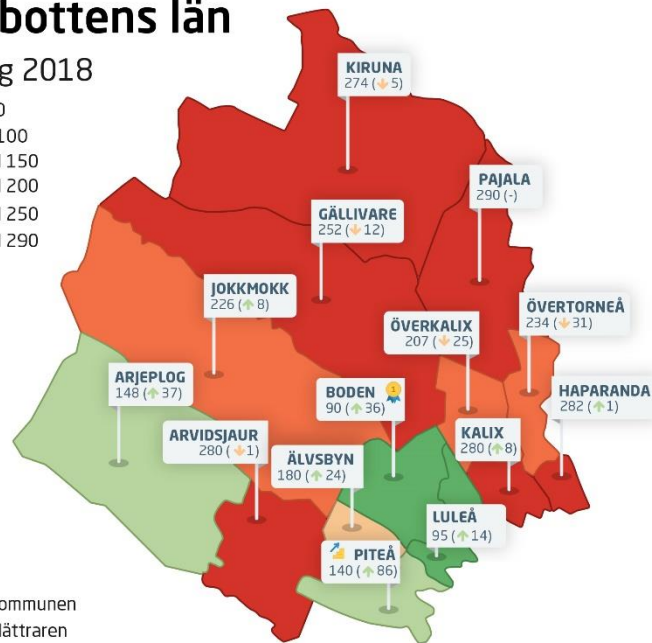 bottens län
g 2018
0
100
l 150
l 200
l 250
l 290
KIRUNA
274 (↓5)
PAJALA
290 (-)
GÄLLIVARE
252 (↓12)
JOKKMOKK
226 (↑8)
ÖVERTORNEÅ
234 (↓31)
ÖVERKALIX
207 (↓25)
ARJEPLOG
148 (↑37)
BODEN
90 (↑36)
HAPARANDA
282 (↑1)
ARVIDSJAUR
280 (↓1)
KALIX
280 (↑8)
ÄLVSBYN
180 (↑24)
LULEÅ
95 (↑14)
PITEÅ
140 (↑86)
ommunen
lättraren